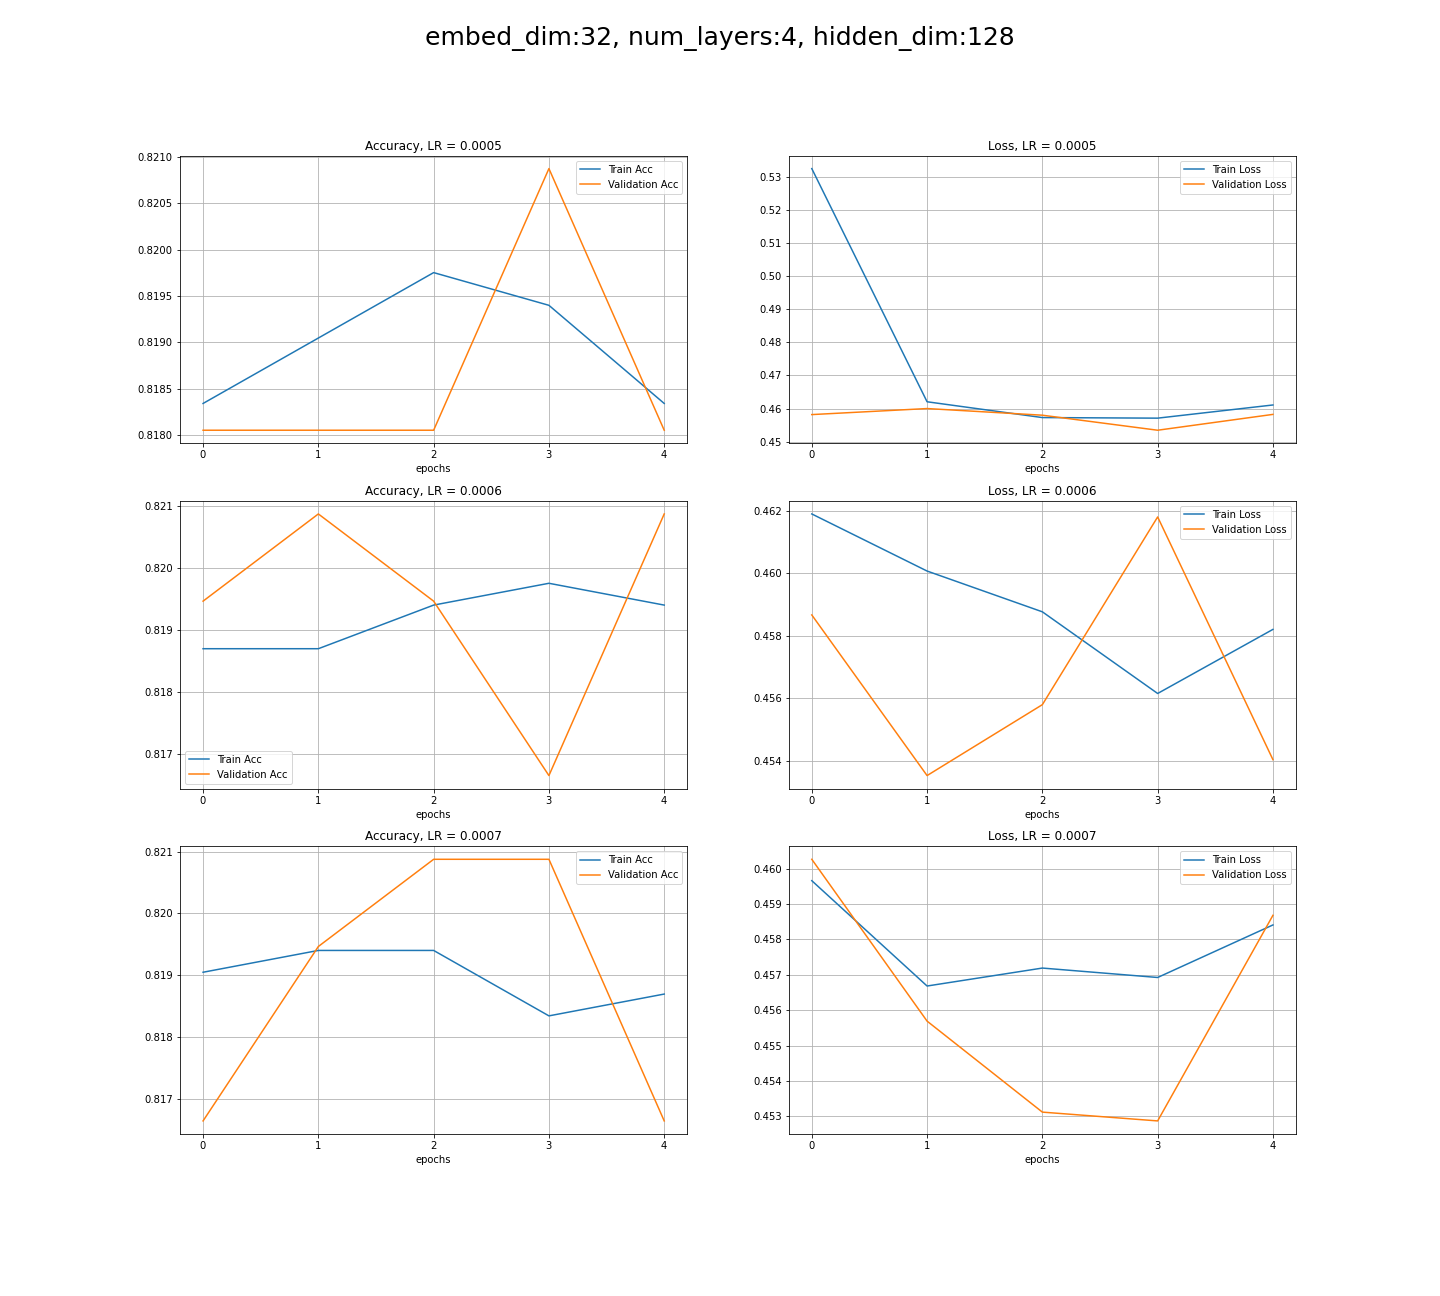 embed_dim:32, num_layers:4, hidden_dim:128
Accuracy, LR = 0.0005
0.8210
0.8205
0.8200
0.8195
0.8190
0.8185
0.8180
Train Acc
Validation Acc
0 1 2 3 4
epochs
Loss, LR = 0.0005
0.53
0.52
0.51
0.50
0.49
0.48
0.47
0.46
0.45
Train Loss
Validation Loss
0 1 2 3 4
epochs
Accuracy, LR = 0.0006
0.821
0.820
0.819
0.818
0.817
Train Acc
Validation Acc
0 1 2 3 4
epochs
Loss, LR = 0.0006
0.462
0.460
0.458
0.456
0.454
Train Loss
Validation Loss
0 1 2 3 4
epochs
Accuracy, LR = 0.0007
0.821
0.820
0.819
0.818
0.817
Train Acc
Validation Acc
0 1 2 3 4
epochs
Loss, LR = 0.0007
0.460
0.459
0.458
0.457
0.456
0.455
0.454
0.453
Train Loss
Validation Loss
0 1 2 3 4
epochs